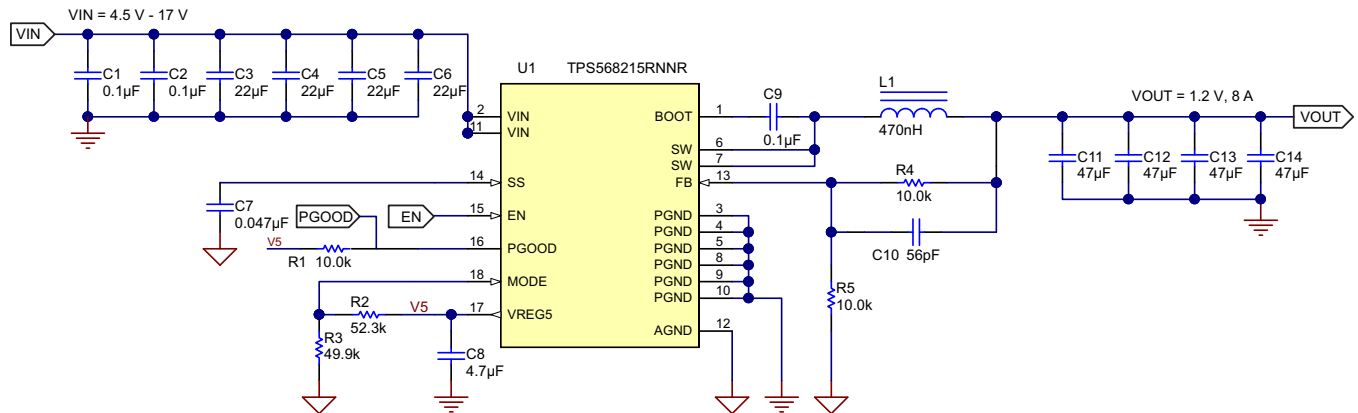 VIN = 4.5 V - 17 V
VIN
C1
0.1µF
C2
0.1µF
C3
22µF
C4
22µF
C5
22µF
C6
22µF
U1 TPS568215RNNR
2 VIN
11 VIN
14 SS
15 EN
16 PGOOD
18 MODE
17 VREG5
BOOT 1
SW 6
SW 7
FB 13
PGND 3
PGND 4
PGND 5
PGND 8
PGND 9
PGND 10
AGND 12
C7
0.047µF
PGOOD
EN
V5
R1 10.0k
R2
52.3k
V5
R3
49.9k
C8
4.7µF
C9
0.1µF
L1
470nH
R4
10.0k
C10 56pF
R5
10.0k
VOUT = 1.2 V, 8 A
VOUT
C11
47µF
C12
47µF
C13
47µF
C14
47µF